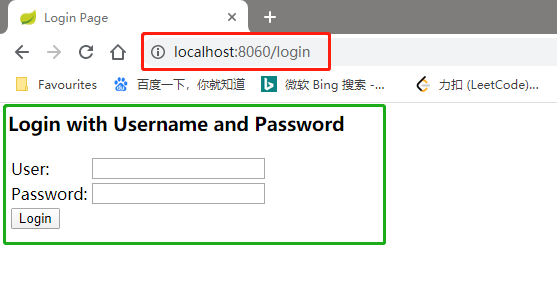 Login Page
localhost:8060/login
Favourites 百度一下，你就知道 微软 Bing 搜索 -... 力扣 (LeetCode)...
Login with Username and Password
User:
Password:
Login